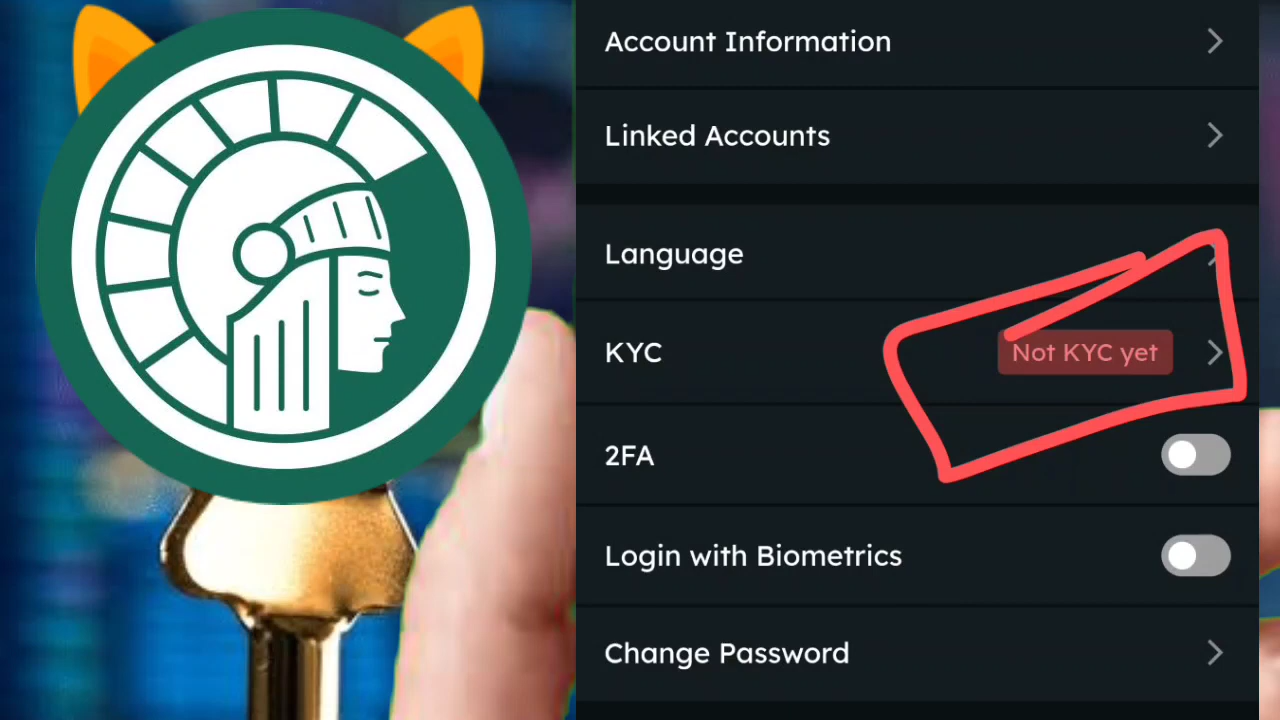 Account Information
Linked Accounts
Language
KYC
Not KYC yet
2FA
Login with Biometrics
Change Password